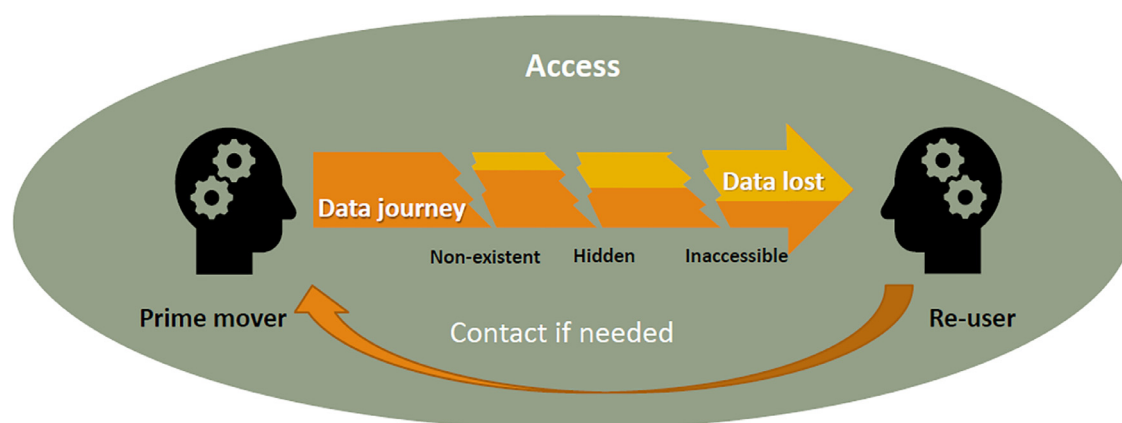 Access
Data journey
Data lost
Non-existent
Hidden
Inaccessible
Prime mover
Contact if needed
Re-user